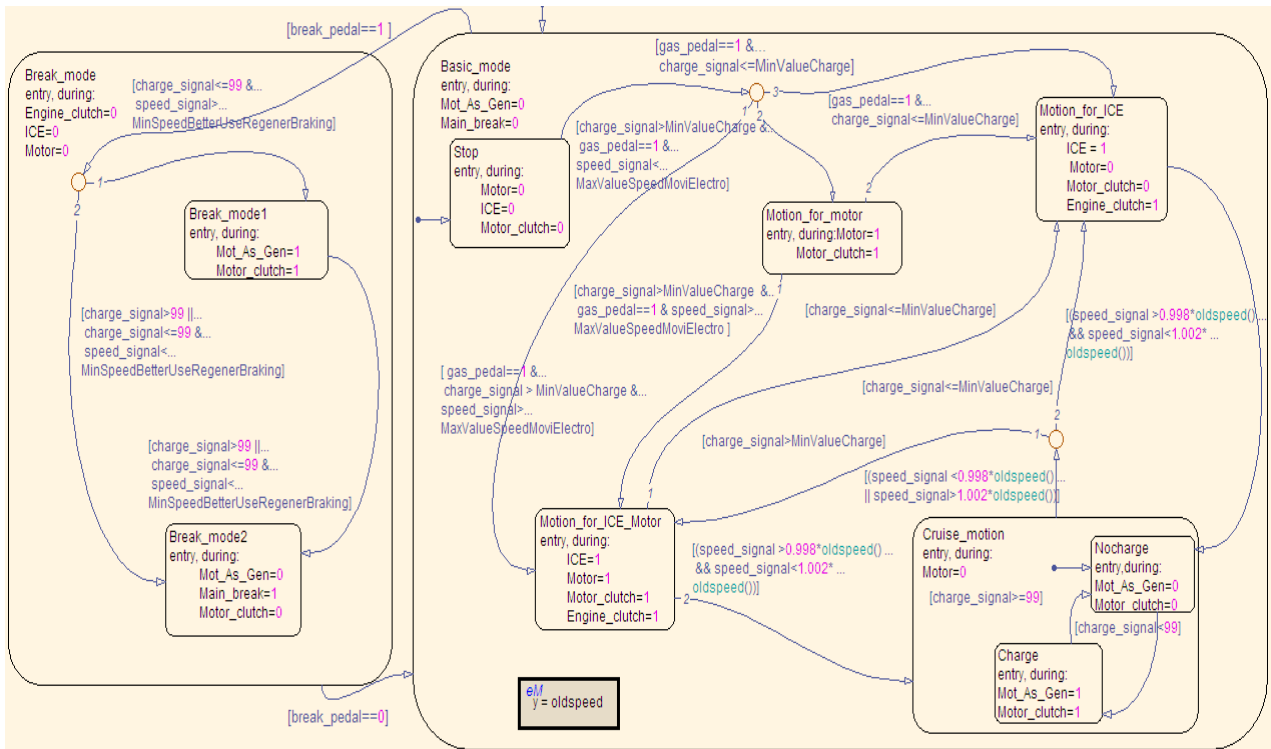 [break_pedal==1 ]
Break_mode
entry, during:
Engine_clutch=0
ICE=0
Motor=0
[charge_signal<=99 &...
speed_signal>...
MinSpeedBetterUseRegenerBraking]
1
2
Break_mode1
entry, during:
Mot_As_Gen=1
Motor_clutch=1
[charge_signal>99 ||...
charge_signal<=99 &...
speed_signal<...
MinSpeedBetterUseRegenerBraking]
[charge_signal>99 ||...
charge_signal<=99 &...
speed_signal<...
MinSpeedBetterUseRegenerBraking]
Break_mode2
entry, during:
Mot_As_Gen=0
Main_break=1
Motor_clutch=0
[break_pedal==0]
Basic_mode
entry, during:
Mot_As_Gen=0
Main_break=0
Stop
entry, during:
Motor=0
ICE=0
Motor_clutch=0
[gas_pedal==1 &...
charge_signal<=MinValueCharge]
3
1
2
[charge_signal>MinValueCharge &..
gas_pedal==1 &...
speed_signal<...
MaxValueSpeedMoviElectro]
[gas_pedal==1 &...
charge_signal<=MinValueCharge]
2
Motion_for_ICE
entry, during:
ICE = 1
Motor=0
Motor_clutch=0
Engine_clutch=1
Motion_for_motor
entry, during:Motor=1
Motor_clutch=1
1
[charge_signal>MinValueCharge &..
gas_pedal==1 & speed_signal>...
MaxValueSpeedMoviElectro ]
[charge_signal<=MinValueCharge]
[(speed_signal >0.998*oldspeed()...
&& speed_signal<1.002* ...
oldspeed())]
[ gas_pedal==1 &...
charge_signal > MinValueCharge &...
speed_signal>...
MaxValueSpeedMoviElectro]
[charge_signal<=MinValueCharge]
2
1
[charge_signal>MinValueCharge]
[(speed_signal <0.998*oldspeed()...
|| speed_signal>1.002*oldspeed())]
1
Motion_for_ICE_Motor
entry, during:
ICE=1
Motor=1
Motor_clutch=1
Engine_clutch=1
2
[(speed_signal >0.998*oldspeed() ...
&& speed_signal<1.002* ...
oldspeed())]
Cruise_motion
entry, during:
Motor=0
Nocharge
entry,during:
Mot_As_Gen=0
Motor_clutch=0
[charge_signal>=99]
[charge_signal<99]
Charge
entry, during:
Mot_As_Gen=1
Motor_clutch=1
eM
y = oldspeed